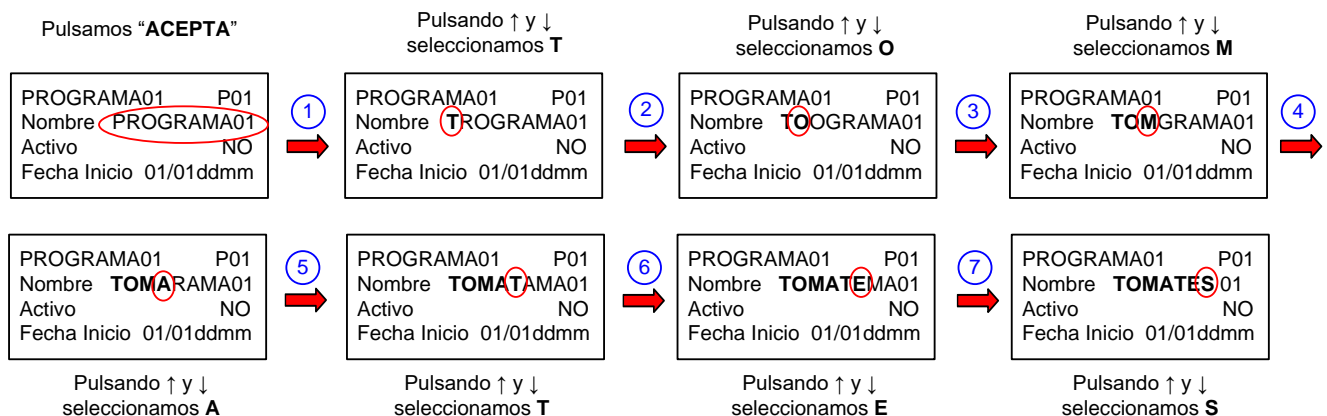 Pulsamos “ACEPTA”
PROGRAMA01 P01
Nombre PROGRAMA01
Activo NO
Fecha Inicio 01/01ddmm
1
Pulsando ↑ y ↓
seleccionamos T
PROGRAMA01 P01
Nombre TROGRAMA01
Activo NO
Fecha Inicio 01/01ddmm
2
Pulsando ↑ y ↓
seleccionamos O
PROGRAMA01 P01
Nombre TOOGRAMA01
Activo NO
Fecha Inicio 01/01ddmm
3
Pulsando ↑ y ↓
seleccionamos M
PROGRAMA01 P01
Nombre TOMGRAMA01
Activo NO
Fecha Inicio 01/01ddmm
4
PROGRAMA01 P01
Nombre TOMARAMA01
Activo NO
Fecha Inicio 01/01ddmm
Pulsando ↑ y ↓
seleccionamos A
5
PROGRAMA01 P01
Nombre TOMATAMA01
Activo NO
Fecha Inicio 01/01ddmm
Pulsando ↑ y ↓
seleccionamos T
6
PROGRAMA01 P01
Nombre TOMATEMA01
Activo NO
Fecha Inicio 01/01ddmm
Pulsando ↑ y ↓
seleccionamos E
7
PROGRAMA01 P01
Nombre TOMATES01
Activo NO
Fecha Inicio 01/01ddmm
Pulsando ↑ y ↓
seleccionamos S